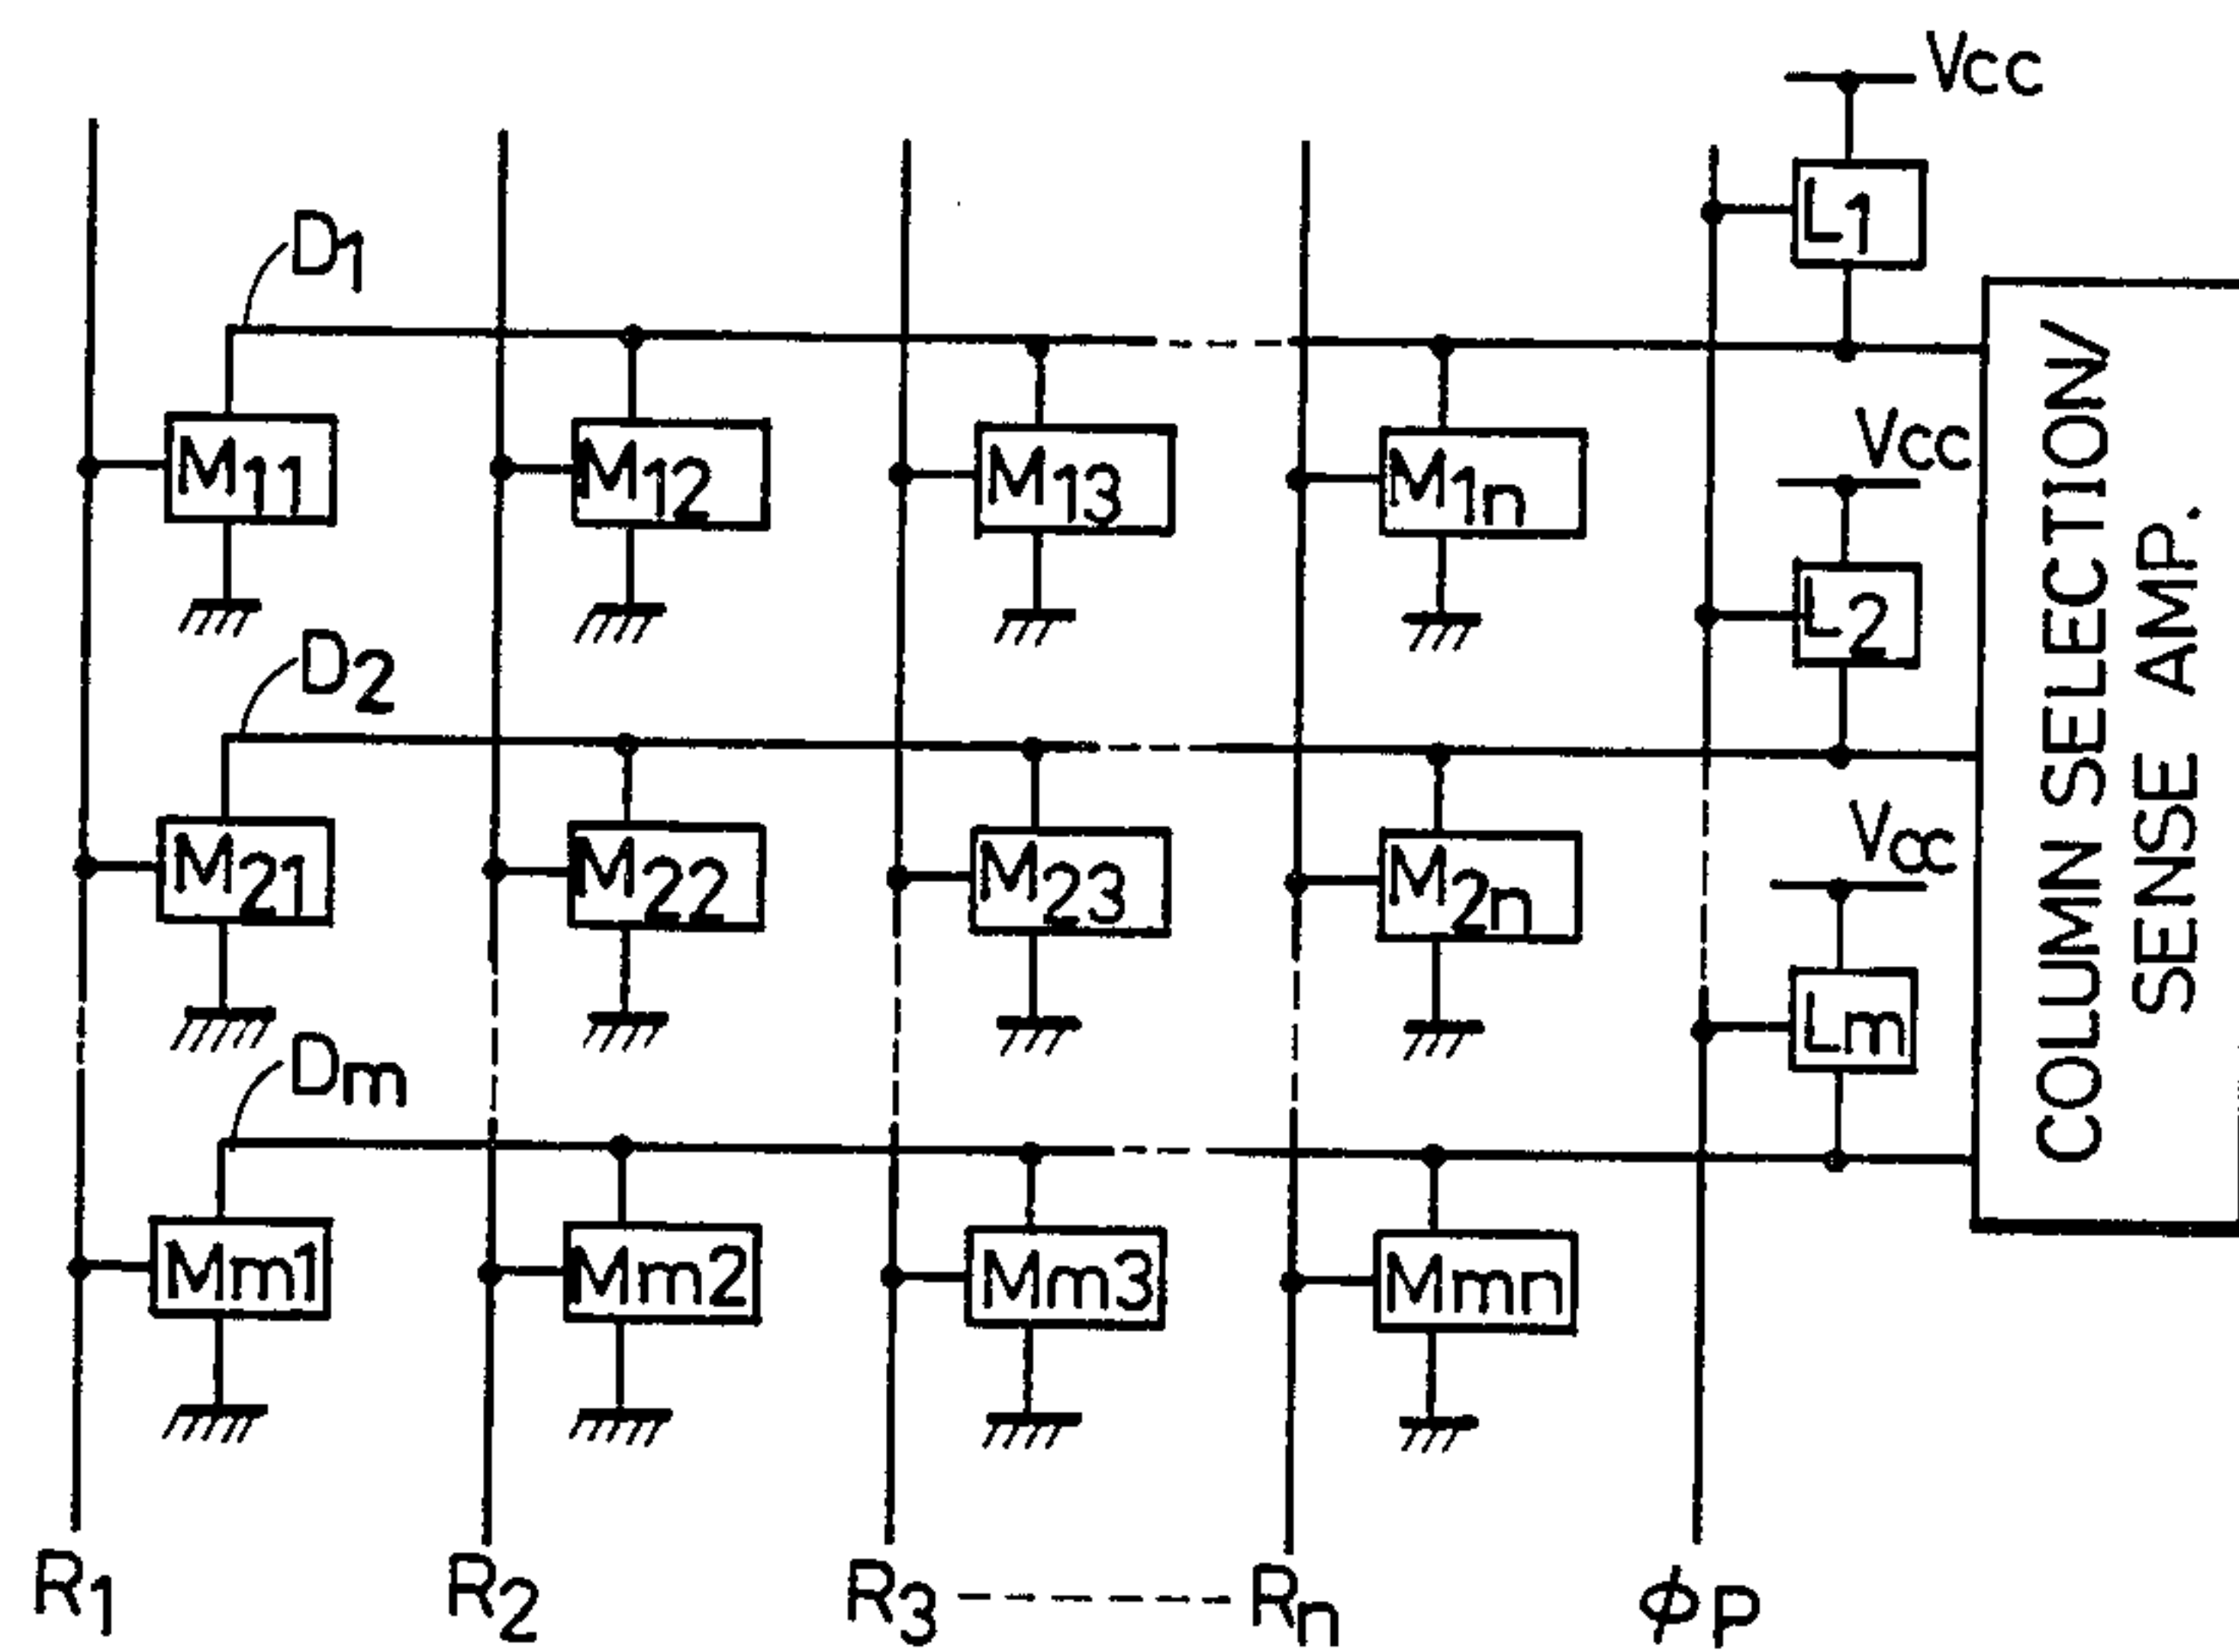 Vcc
D1
L1
M11 M12 M13 M1n
Vcc
L2
D2
M21 M22 M23 M2n
Vcc
Lm
Dm
Mm1 Mm2 Mm3 Mmn
COLUMN SELECTION/
SENSE AMP.
R1 R2 R3 ------- Rn ϕP